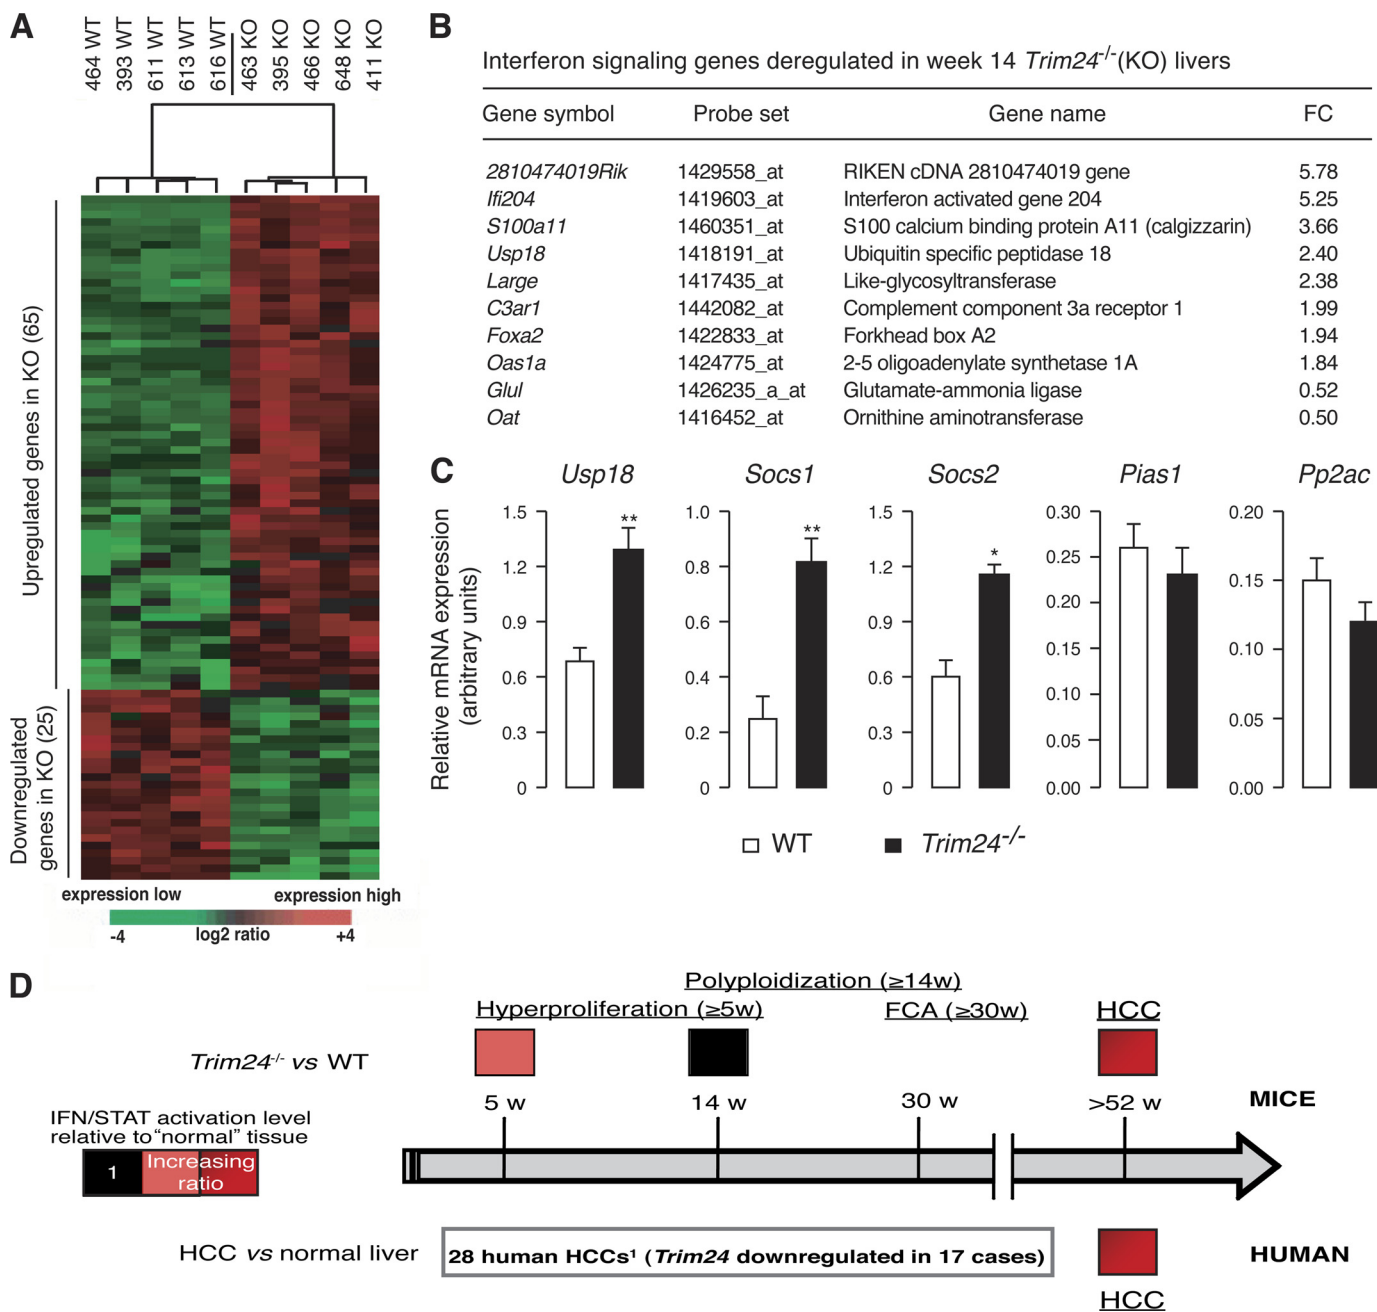 A
464 WT
393 WT
611 WT
613 WT
616 WT
463 KO
395 KO
466 KO
648 KO
411 KO
Upregulated genes in KO (65)
Downregulated
genes in KO (25)
expression low
expression high
-4
log2 ratio
+4
B
Interferon signaling genes deregulated in week 14 Trim24-/-(KO) livers
Gene symbol Probe set Gene name FC
2810474019Rik 1429558_at RIKEN cDNA 2810474019 gene 5.78
Ifi204 1419603_at Interferon activated gene 204 5.25
S100a11 1460351_at S100 calcium binding protein A11 (calgizzarin) 3.66
Usp18 1418191_at Ubiquitin specific peptidase 18 2.40
Large 1417435_at Like-glycosyltransferase 2.38
C3ar1 1442082_at Complement component 3a receptor 1 1.99
Foxa2 1422833_at Forkhead box A2 1.94
Oas1a 1424775_at 2-5 oligoadenylate synthetase 1A 1.84
Glul 1426235_a_at Glutamate-ammonia ligase 0.52
Oat 1416452_at Ornithine aminotransferase 0.50
C
Relative mRNA expression
(arbitrary units)
Usp18
1.5
1.2
0.9
0.6
0.3
0
**
Socs1
1.0
0.8
0.6
0.4
0.2
0
**
Socs2
1.5
1.2
0.9
0.6
0.3
0
*
Pias1
0.30
0.25
0.20
0.15
0.10
0.05
0.00
Pp2ac
0.20
0.15
0.10
0.05
0.00
WT
Trim24-/-
D
Polyploidization (≥14w)
Hyperproliferation (≥5w)
FCA (≥30w)
HCC
Trim24-/- vs WT
5 w
14 w
30 w
>52 w
MICE
IFN/STAT activation level
relative to "normal" tissue
1
Increasing
ratio
HCC vs normal liver
28 human HCCs1 (Trim24 downregulated in 17 cases)
HUMAN
HCC